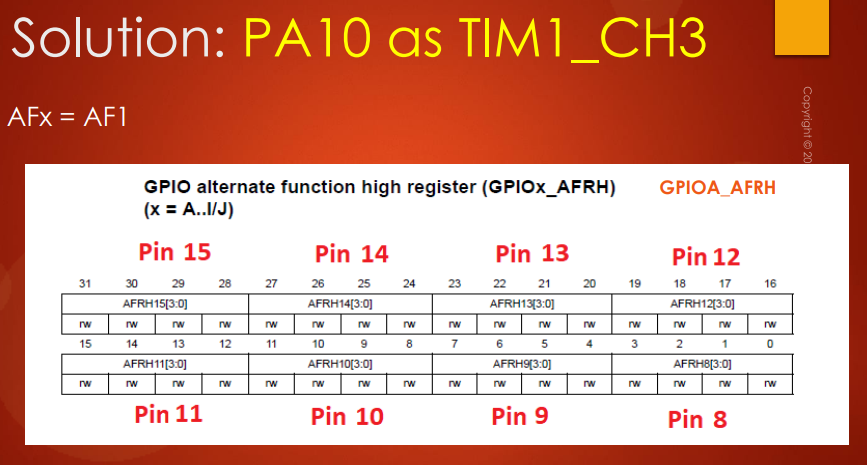 Solution: PA10 as TIM1_CH3
AFx = AF1
Copyright © 20
GPIO alternate function high register (GPIOx_AFRH) GPIOA_AFRH
(x = A..I/J)
Pin 15 Pin 14 Pin 13 Pin 12
31 30 29 28 27 26 25 24 23 22 21 20 19 18 17 16
AFRH15[3:0] AFRH14[3:0] AFRH13[3:0] AFRH12[3:0]
rw rw rw rw rw rw rw rw rw rw rw rw rw rw rw rw
15 14 13 12 11 10 9 8 7 6 5 4 3 2 1 0
AFRH11[3:0] AFRH10[3:0] AFRH9[3:0] AFRH8[3:0]
rw rw rw rw rw rw rw rw rw rw rw rw rw rw rw rw
Pin 11 Pin 10 Pin 9 Pin 8